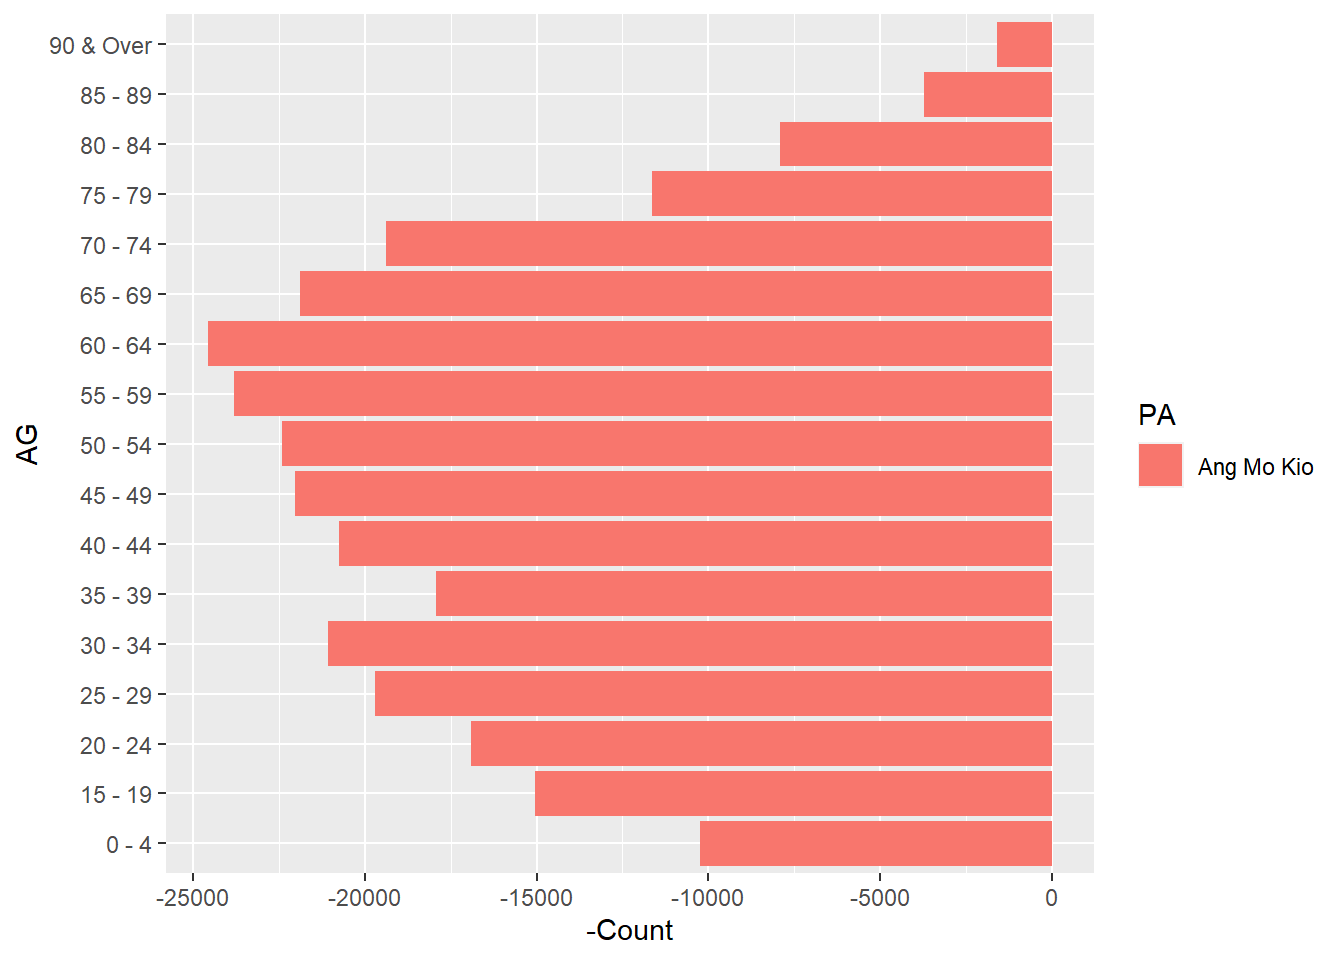 90 & Over
85 - 89
80 - 84
75 - 79
70 - 74
65 - 69
60 - 64
55 - 59
50 - 54
45 - 49
40 - 44
35 - 39
30 - 34
25 - 29
20 - 24
15 - 19
0 - 4
AG
-25000 -20000 -15000 -10000 -5000 0
-Count
PA
Ang Mo Kio